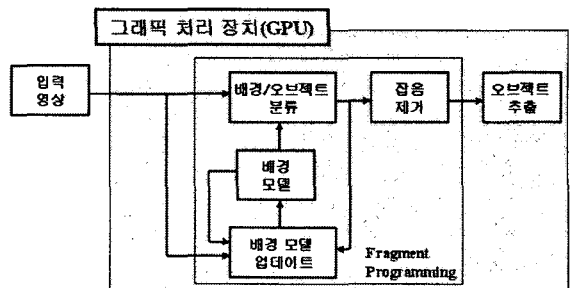 그래픽 처리 장치(GPU)
입력
영상
배경/오브젝트
분류
잡음
제거
오브젝트
추출
배경
모델
배경 모델
업데이트
Fragment
Programming